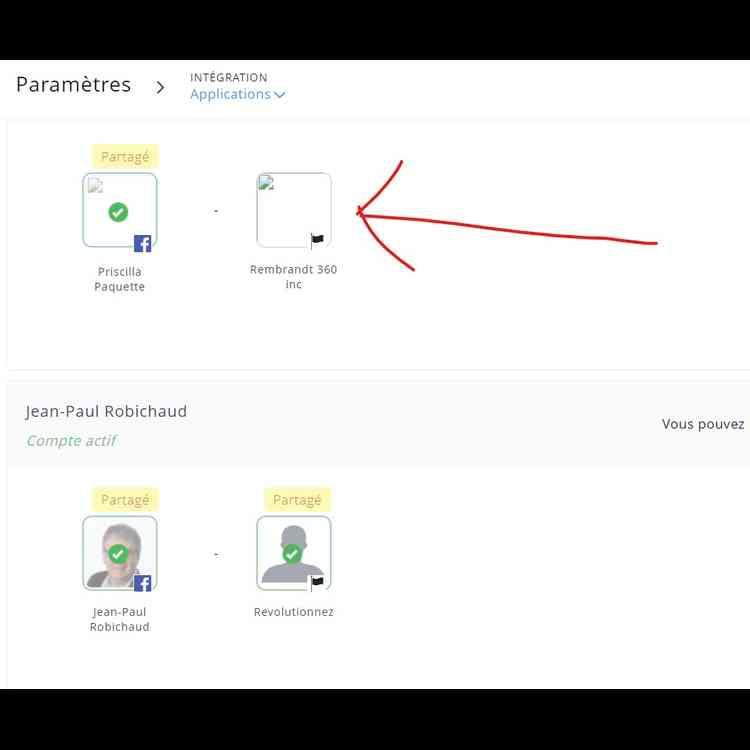 Paramètres
INTÉGRATION
Applications
Partagé
Priscilla
Paquette
-
Rembrandt 360
inc
Jean-Paul Robichaud
Compte actif
Vous pouvez
Partagé
Partagé
Jean-Paul
Robichaud
-
Revolutionnez